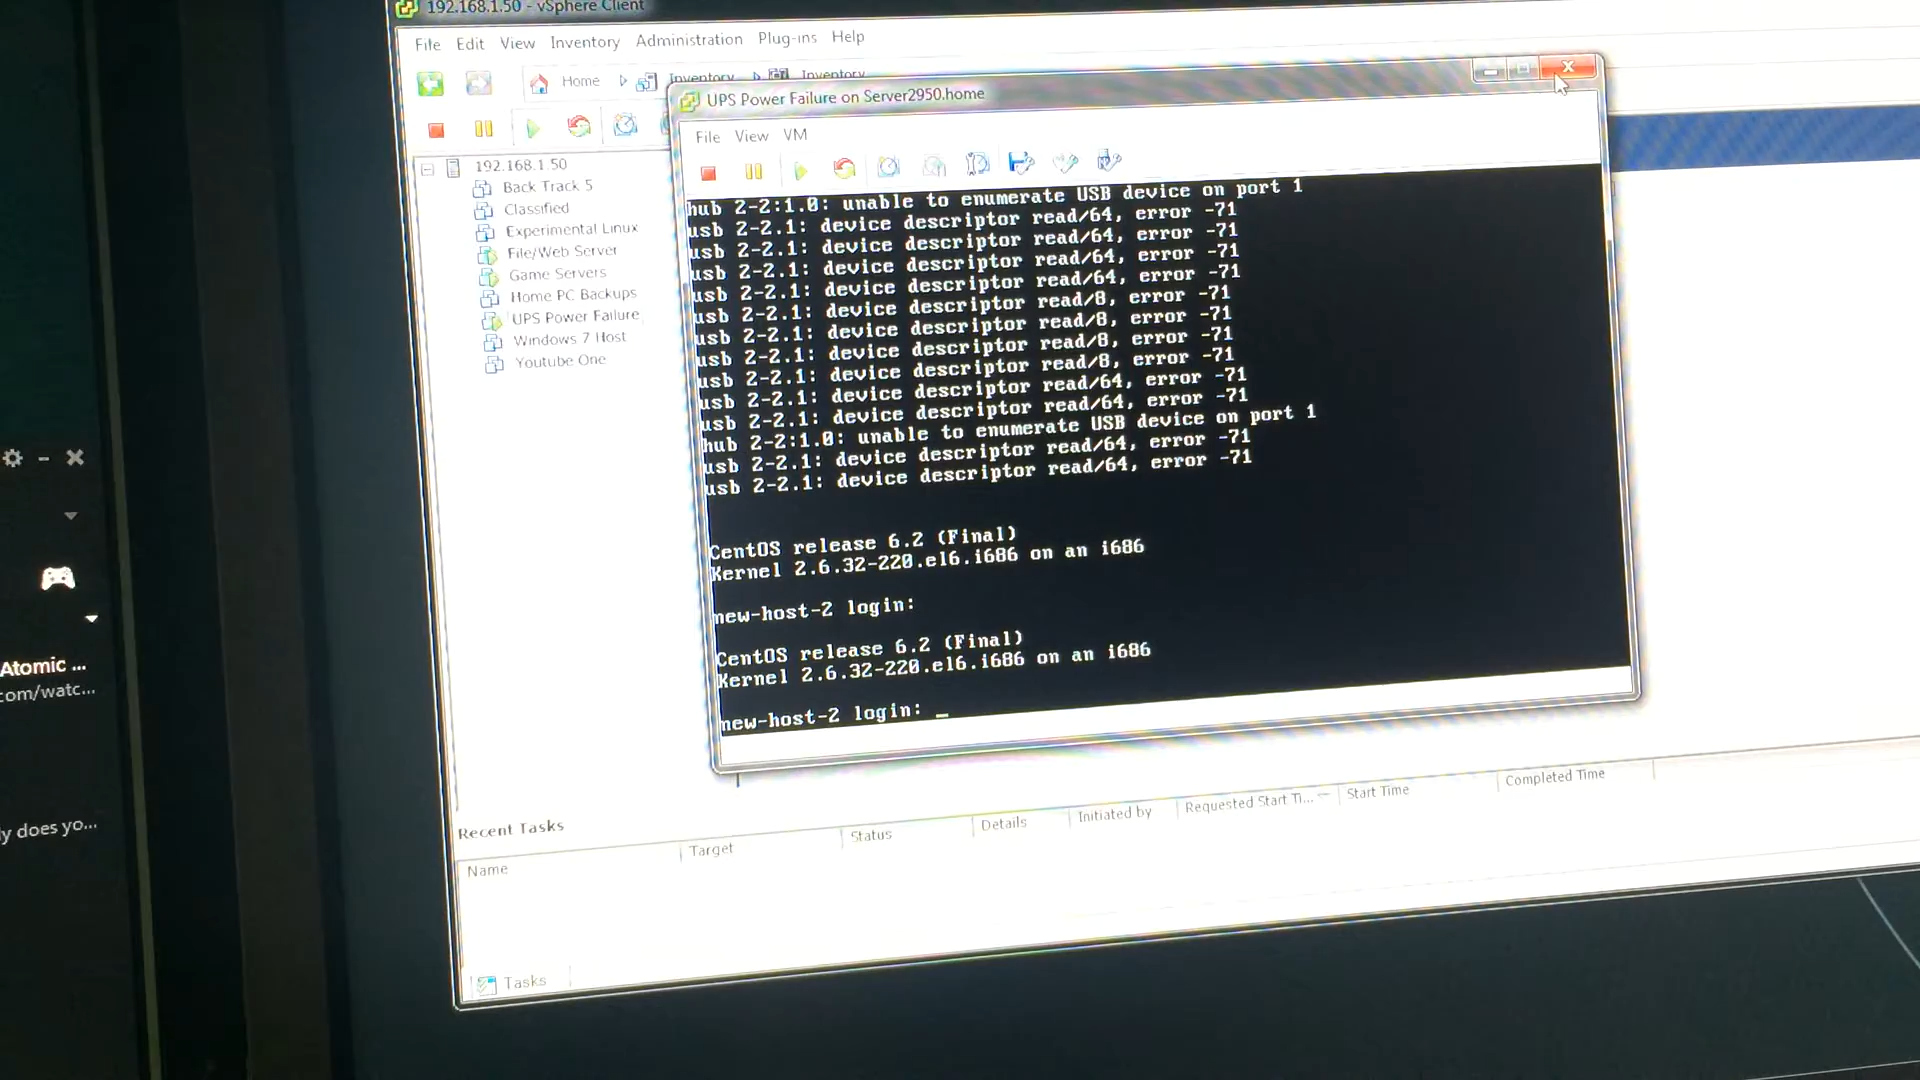 192.168.1.50 - vSphere Client
File Edit View Inventory Administration Plug-ins Help
Home Inventory Inventory
UPS Power Failure on Server2950.home
File View VM
192.168.1.50
Back Track 5
Classified
Experimental Linux
File/Web Server
Game Servers
Home PC Backups
UPS Power Failure
Windows 7 Host
Youtube One
hub 2-2:1.0: unable to enumerate USB device on port 1
usb 2-2.1: device descriptor read/64, error -71
usb 2-2.1: device descriptor read/64, error -71
usb 2-2.1: device descriptor read/64, error -71
usb 2-2.1: device descriptor read/64, error -71
usb 2-2.1: device descriptor read/8, error -71
usb 2-2.1: device descriptor read/8, error -71
usb 2-2.1: device descriptor read/8, error -71
usb 2-2.1: device descriptor read/8, error -71
usb 2-2.1: device descriptor read/64, error -71
usb 2-2.1: device descriptor read/64, error -71
hub 2-2:1.0: unable to enumerate USB device on port 1
usb 2-2.1: device descriptor read/64, error -71
usb 2-2.1: device descriptor read/64, error -71
CentOS release 6.2 (Final)
Kernel 2.6.32-220.el6.i686 on an i686
new-host-2 login:
CentOS release 6.2 (Final)
Kernel 2.6.32-220.el6.i686 on an i686
new-host-2 login: _
Recent Tasks
Name Target Status Details Initiated by Requested Start Ti... Start Time Completed Time
Tasks
Atomic ...
com/watc...
y does yo...